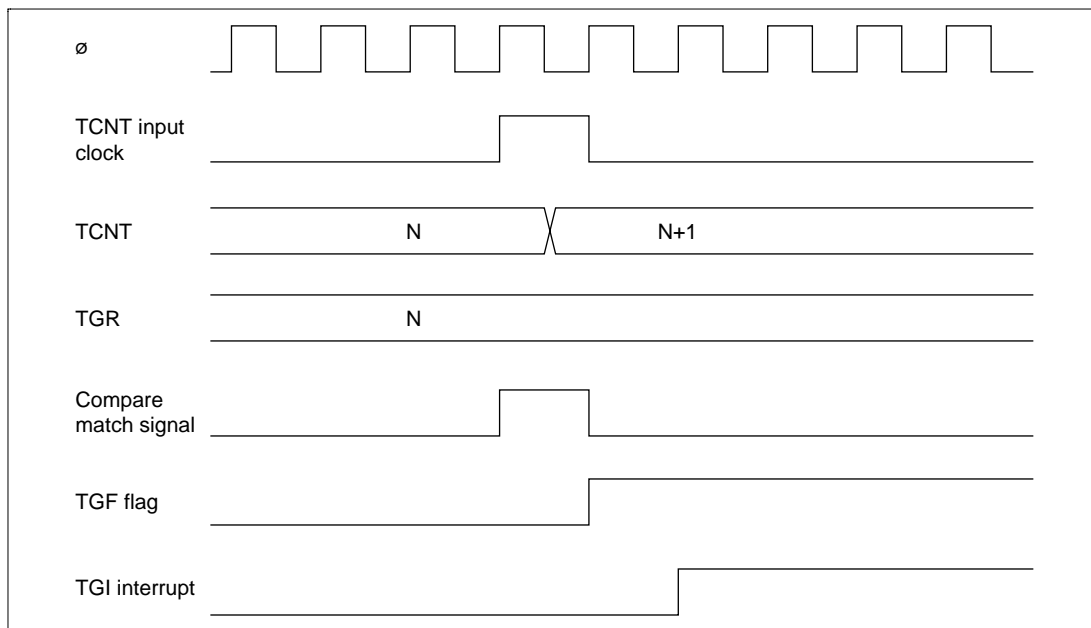 ø
TCNT input
clock
TCNT
N
N+1
TGR
N
Compare
match signal
TGF flag
TGI interrupt